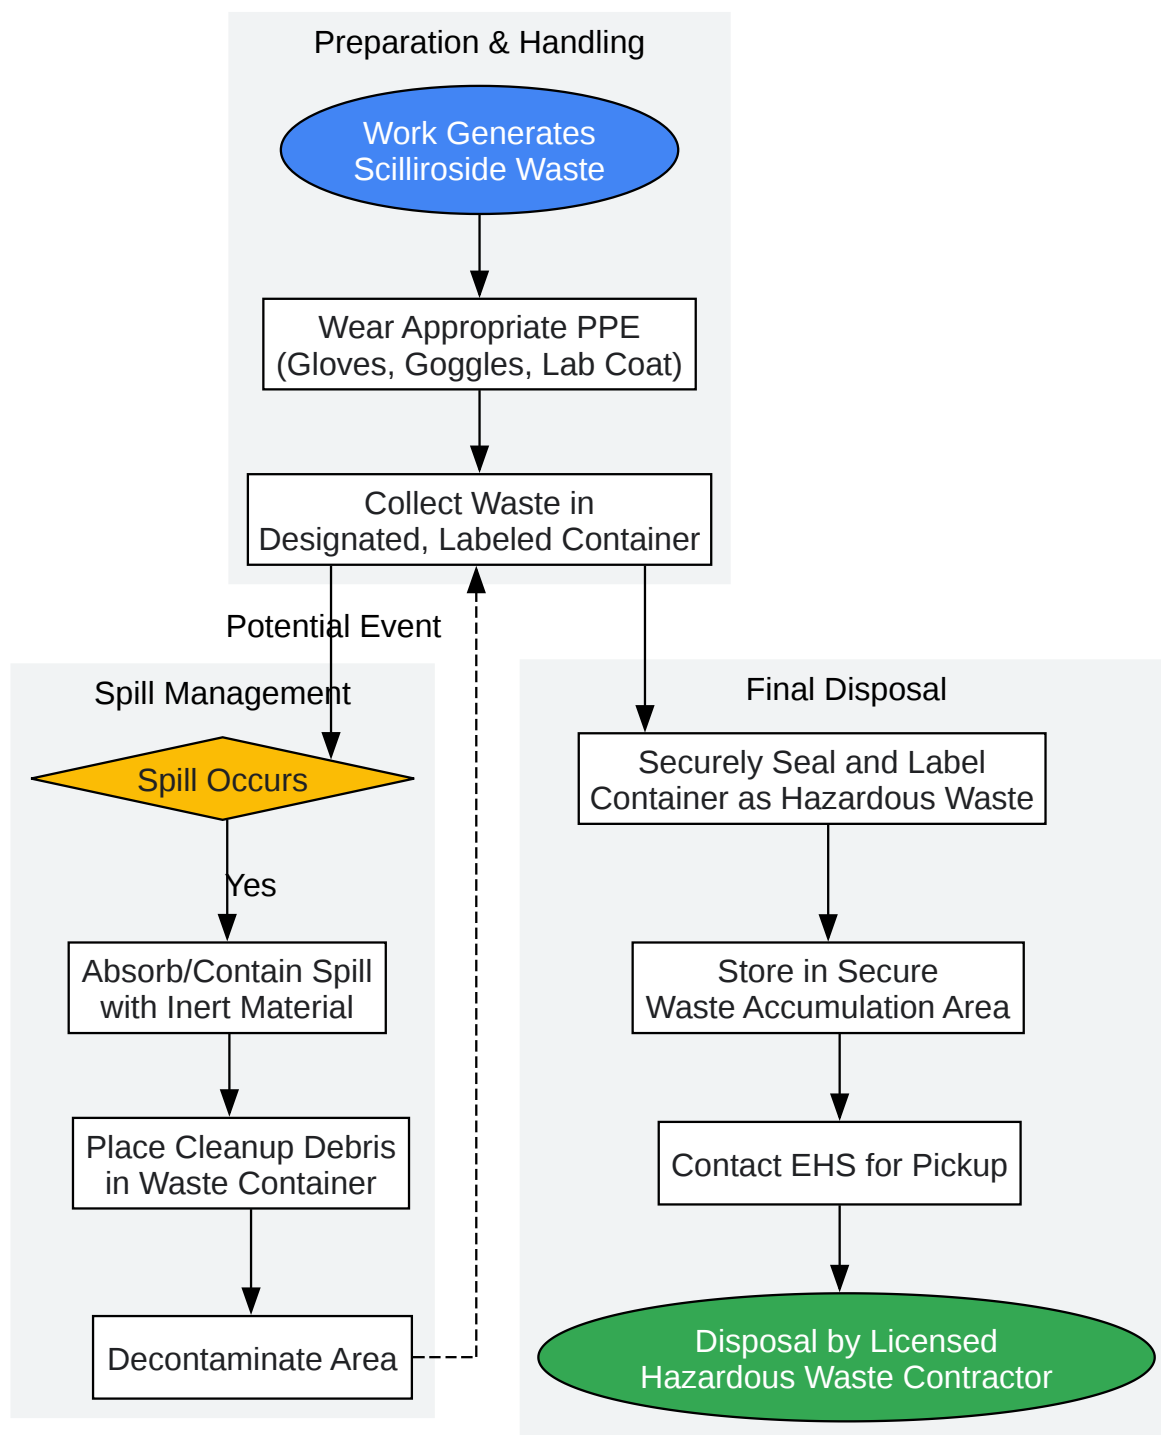 Preparation & Handling
Work Generates
Scilliroside Waste
Wear Appropriate PPE
(Gloves, Goggles, Lab Coat)
Collect Waste in
Designated, Labeled Container
Potential Event
Spill Management
Spill Occurs
Yes
Absorb/Contain Spill
with Inert Material
Place Cleanup Debris
in Waste Container
Decontaminate Area
Final Disposal
Securely Seal and Label
Container as Hazardous Waste
Store in Secure
Waste Accumulation Area
Contact EHS for Pickup
Disposal by Licensed
Hazardous Waste Contractor